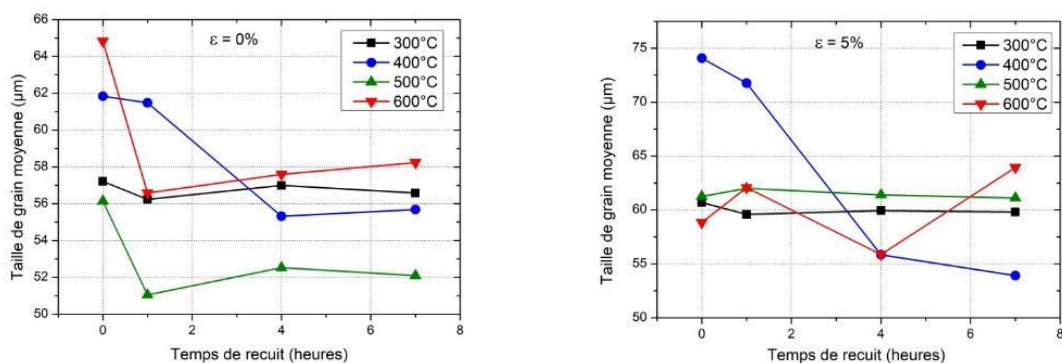 66
64
62
60
58
56
54
52
50
Taille de grain moyenne (µm)
ε = 0%
300°C
400°C
500°C
600°C
0 2 4 6 8
Temps de recuit (heures)
75
70
65
60
55
50
Taille de grain moyenne (µm)
ε = 5%
300°C
400°C
500°C
600°C
0 2 4 6 8
Temps de recuit (heures)